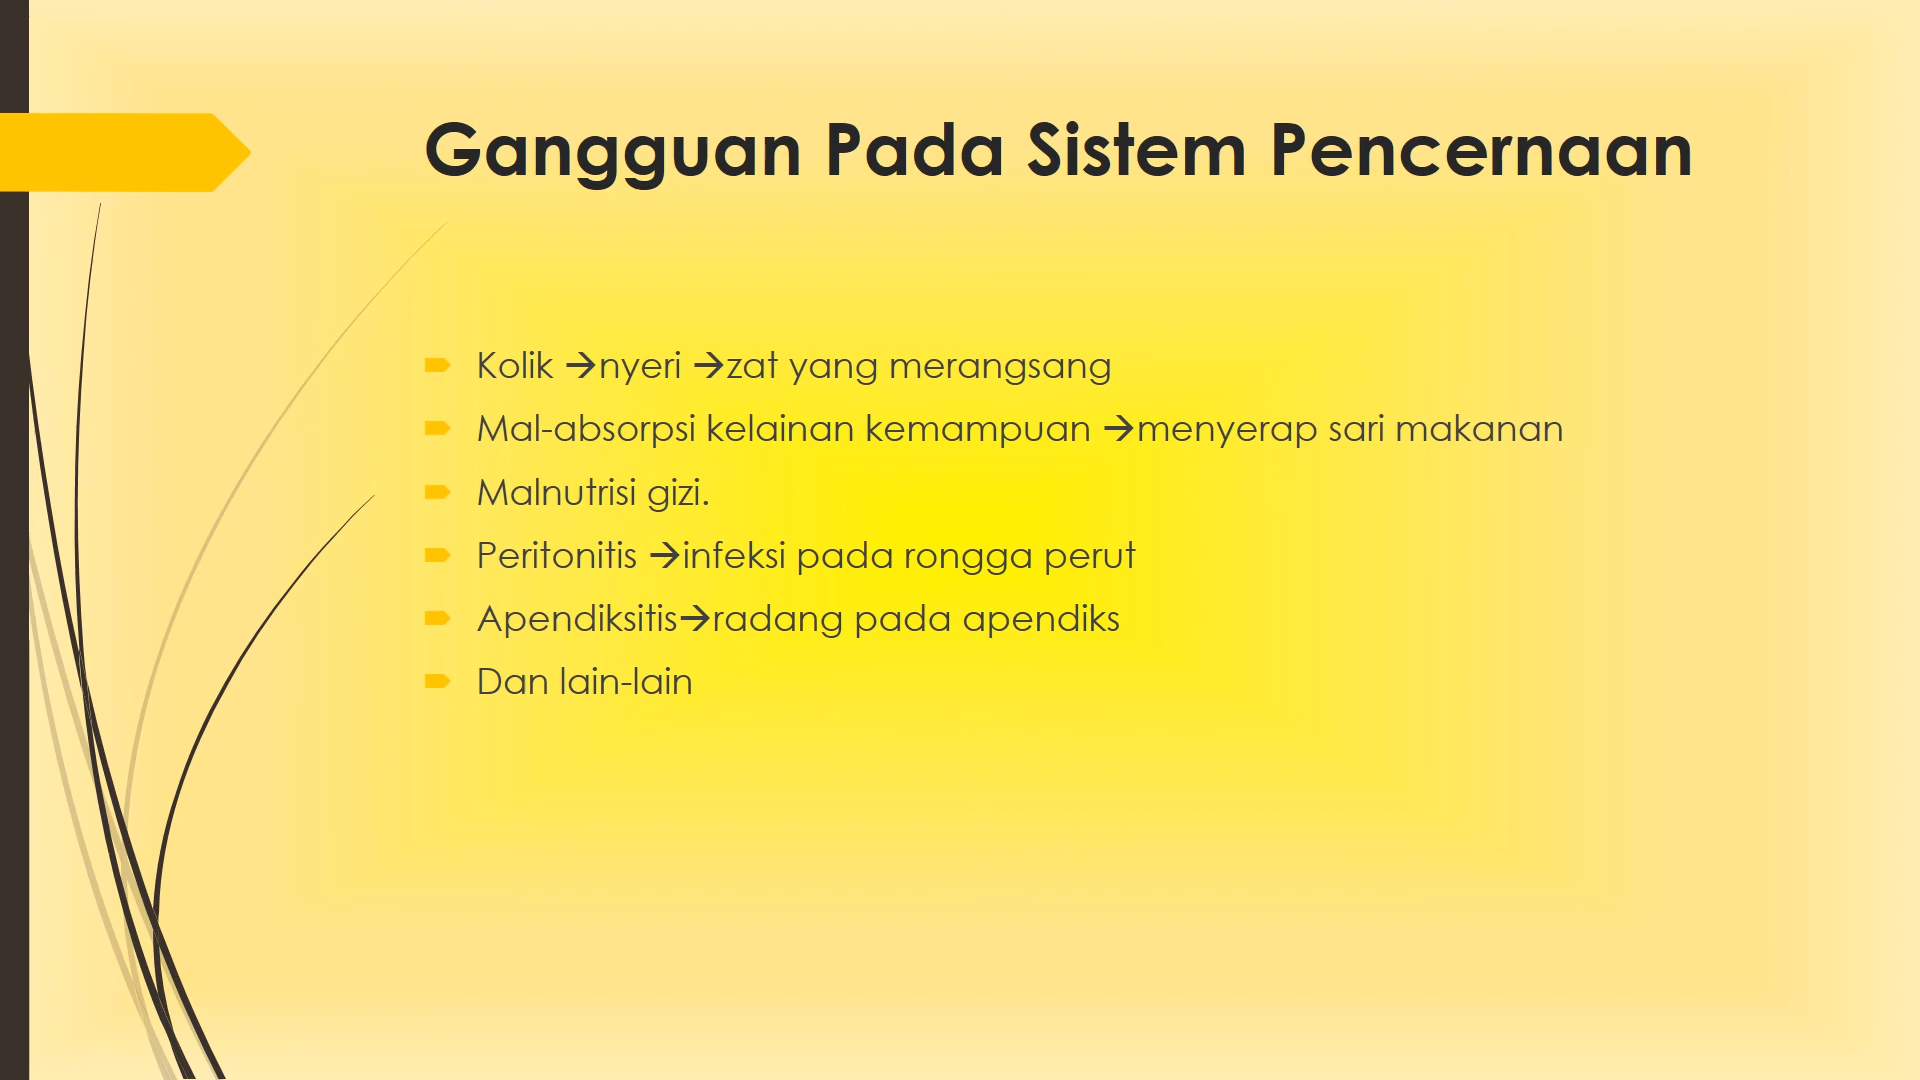 Gangguan Pada Sistem Pencernaan
Kolik →nyeri →zat yang merangsang
Mal-absorpsi kelainan kemampuan →menyerap sari makanan
Malnutrisi gizi.
Peritonitis →infeksi pada rongga perut
Apendiksitis→radang pada apendiks
Dan lain-lain